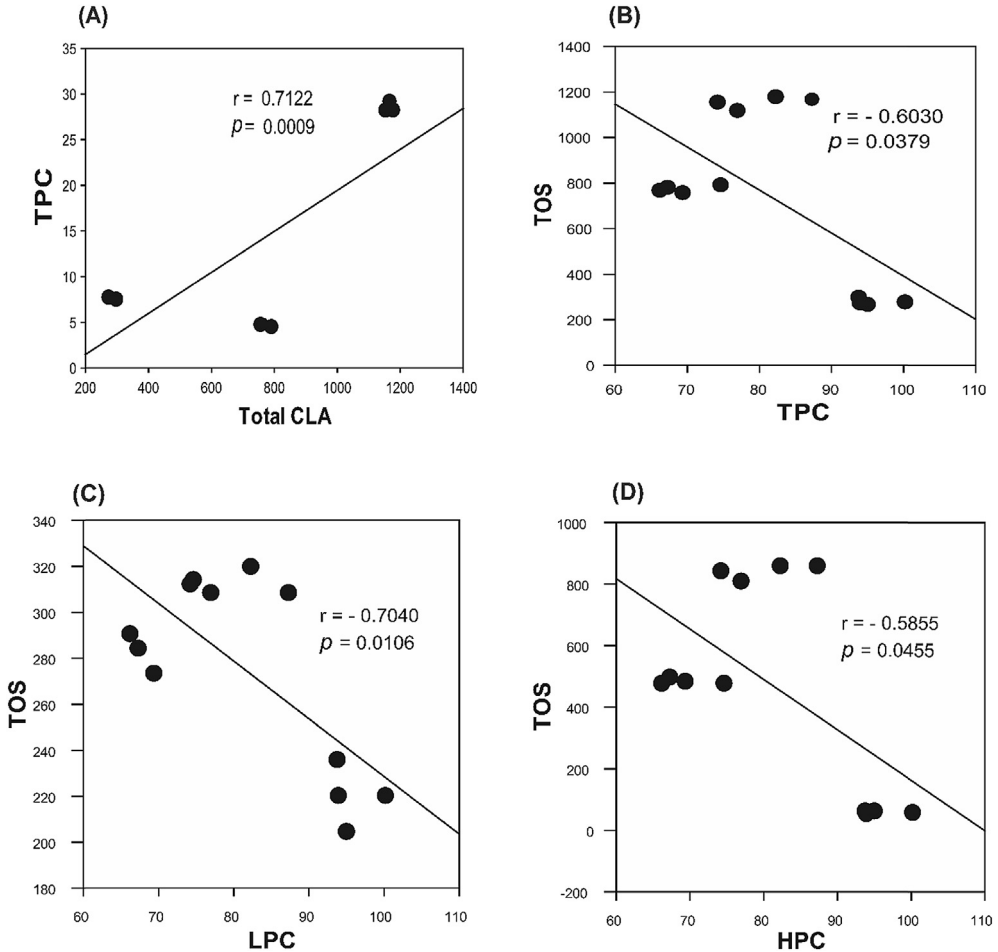 (A)
35
30
25
20
15
10
5
0
TPC
r = 0.7122
p = 0.0009
200 400 600 800 1000 1200 1400
Total CLA
(B)
1400
1200
1000
800
600
400
200
0
TOS
r = - 0.6030
p = 0.0379
60 70 80 90 100 110
TPC
(C)
340
320
300
280
260
240
220
200
180
TOS
r = - 0.7040
p = 0.0106
60 70 80 90 100 110
LPC
(D)
1000
800
600
400
200
0
-200
TOS
r = - 0.5855
p = 0.0455
60 70 80 90 100 110
HPC